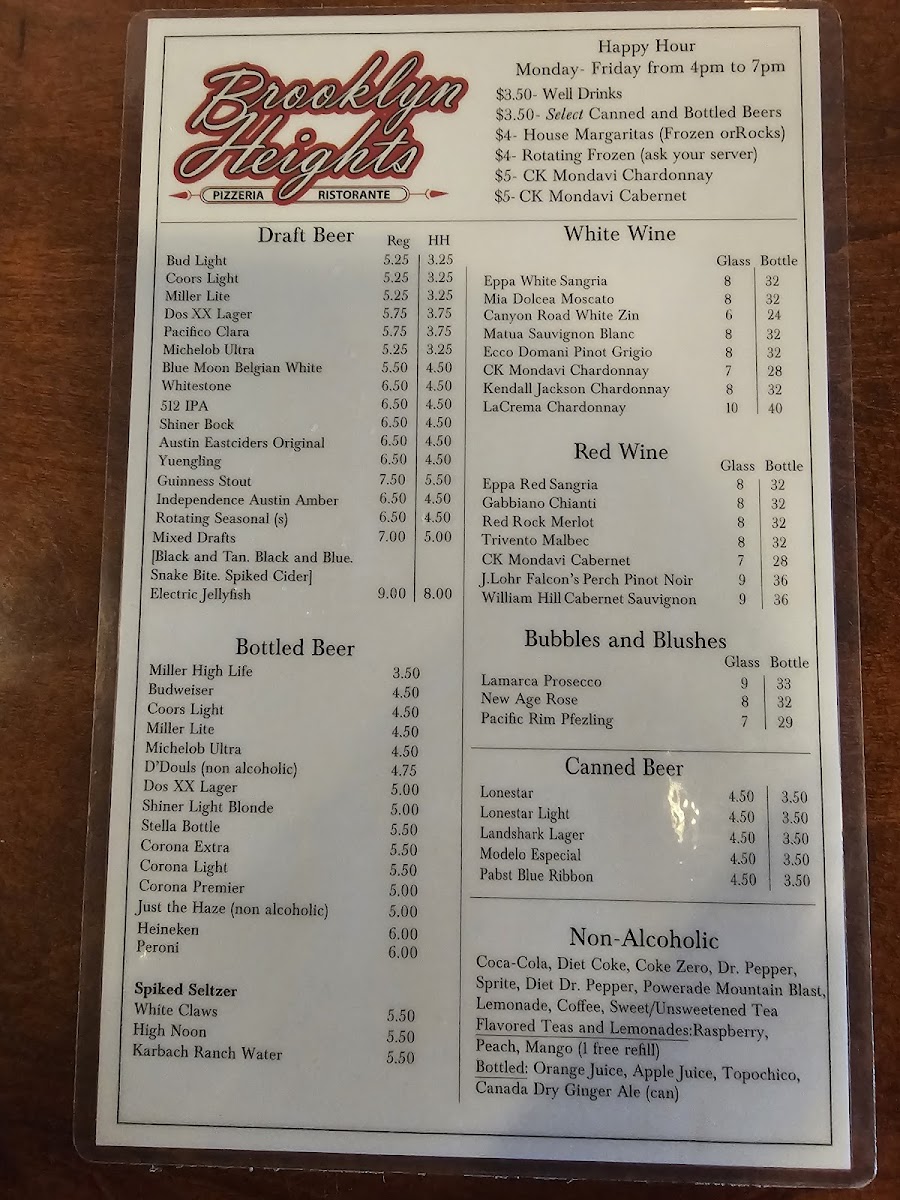 Brooklyn
Heights
PIZZERIA RISTORANTE
Happy Hour
Monday- Friday from 4pm to 7pm
$3.50- Well Drinks
$3.50- Select Canned and Bottled Beers
$4- House Margaritas (Frozen orRocks)
$4- Rotating Frozen (ask your server)
$5- CK Mondavi Chardonnay
$5- CK Mondavi Cabernet
Draft Beer Reg HH
Bud Light 5.25 3.25
Coors Light 5.25 3.25
Miller Lite 5.25 3.25
Dos XX Lager 5.75 3.75
Pacifico Clara 5.75 3.75
Michelob Ultra 5.25 3.25
Blue Moon Belgian White 5.50 4.50
Whitestone 6.50 4.50
512 IPA 6.50 4.50
Shiner Bock 6.50 4.50
Austin Eastciders Original 6.50 4.50
Yuengling 6.50 4.50
Guinness Stout 7.50 5.50
Independence Austin Amber 6.50 4.50
Rotating Seasonal (s) 6.50 4.50
Mixed Drafts 7.00 5.00
[Black and Tan. Black and Blue.
Snake Bite. Spiked Cider]
Electric Jellyfish 9.00 8.00
Bottled Beer
Miller High Life 3.50
Budweiser 4.50
Coors Light 4.50
Miller Lite 4.50
Michelob Ultra 4.50
D'Douls (non alcoholic) 4.75
Dos XX Lager 5.00
Shiner Light Blonde 5.00
Stella Bottle 5.50
Corona Extra 5.50
Corona Light 5.50
Corona Premier 5.00
Just the Haze (non alcoholic) 5.00
Heineken 6.00
Peroni 6.00
Spiked Seltzer
White Claws 5.50
High Noon 5.50
Karbach Ranch Water 5.50
White Wine
Glass Bottle
Eppa White Sangria 8 32
Mia Dolcea Moscato 8 32
Canyon Road White Zin 6 24
Matua Sauvignon Blanc 8 32
Ecco Domani Pinot Grigio 8 32
CK Mondavi Chardonnay 7 28
Kendall Jackson Chardonnay 8 32
LaCrema Chardonnay 10 40
Red Wine
Glass Bottle
Eppa Red Sangria 8 32
Gabbiano Chianti 8 32
Red Rock Merlot 8 32
Trivento Malbec 8 32
CK Mondavi Cabernet 7 28
J.Lohr Falcon's Perch Pinot Noir 9 36
William Hill Cabernet Sauvignon 9 36
Bubbles and Blushes
Glass Bottle
Lamarca Prosecco 9 33
New Age Rose 8 32
Pacific Rim Pfezling 7 29
Canned Beer
Lonestar 4.50 3.50
Lonestar Light 4.50 3.50
Landshark Lager 4.50 3.50
Modelo Especial 4.50 3.50
Pabst Blue Ribbon 4.50 3.50
Non-Alcoholic
Coca-Cola, Diet Coke, Coke Zero, Dr. Pepper,
Sprite, Diet Dr. Pepper, Powerade Mountain Blast,
Lemonade, Coffee, Sweet/Unsweetened Tea
Flavored Teas and Lemonades:Raspberry,
Peach, Mango (1 free refill)
Bottled: Orange Juice, Apple Juice, Topochico,
Canada Dry Ginger Ale (can)